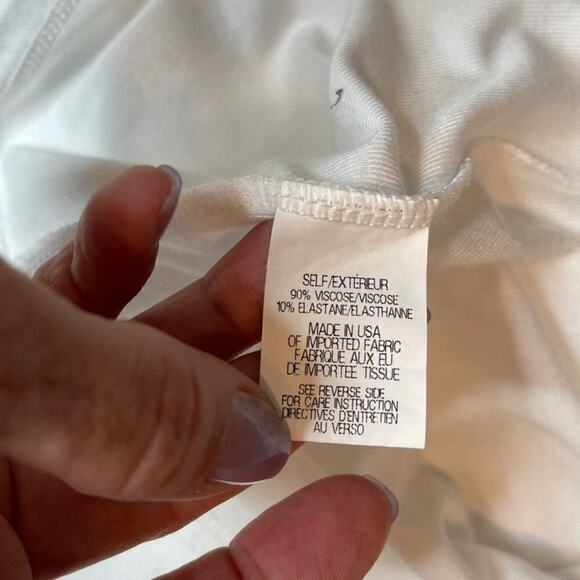 SELF/EXTÉRIEUR
90% VISCOSE/VISCOSE
10% ELASTANE/ELASTHANNE
MADE IN USA
OF IMPORTED FABRIC
FABRIQUE AUX EU
DE IMPORTEE TISSUE
SEE REVERSE SIDE
FOR CARE INSTRUCTION
DIRECTIVES D'ENTRETIEN
AU VERSO